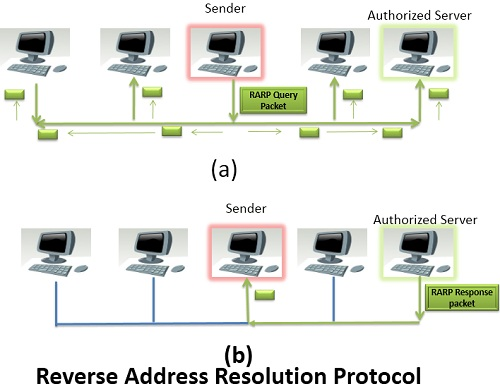 (a)
Sender
Authorized Server
RARP Query
Packet
(a)
Sender
Authorized Server
RARP Response
packet
(b)
Reverse Address Resolution Protocol